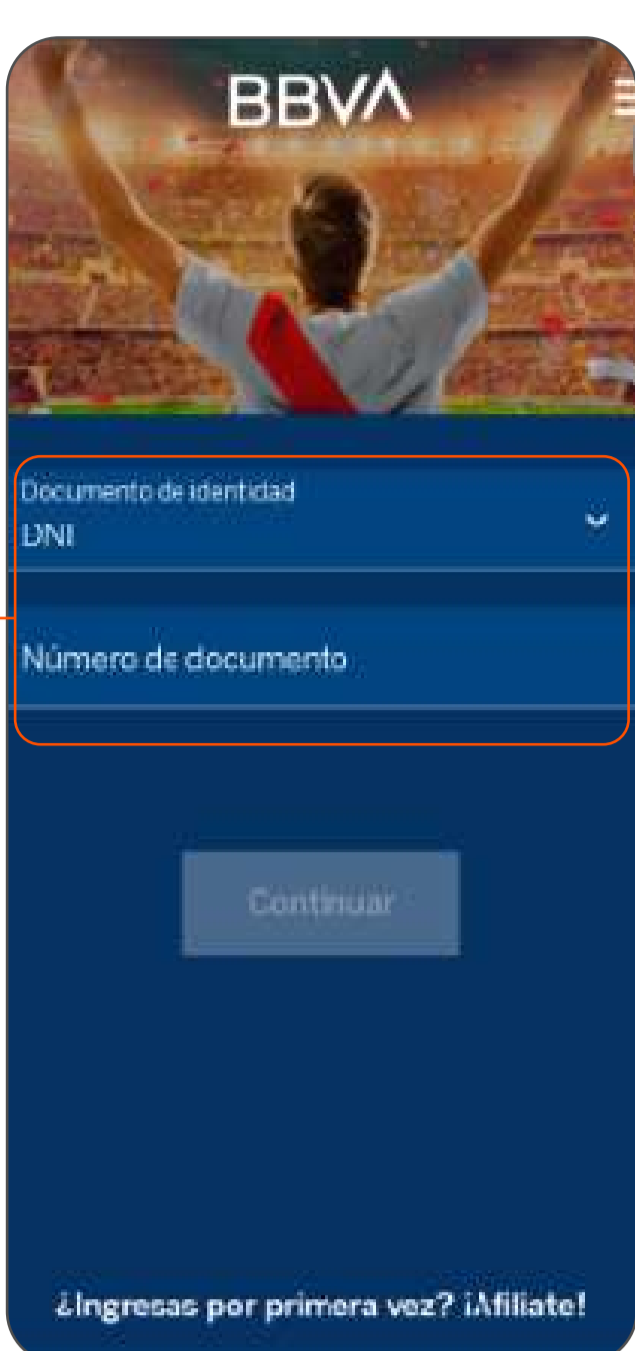 BBVA
Documento de identidad
DNI
Número de documento
Continuar
¿Ingresas por primera vez? ¡Afíliate!